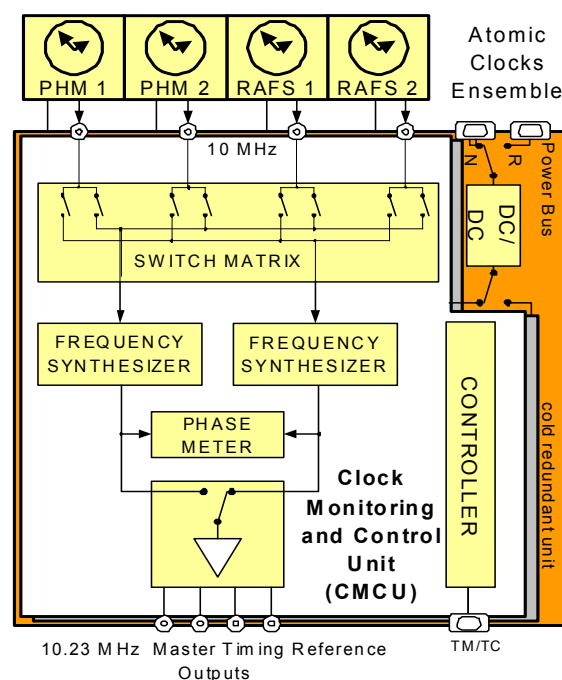 PHM 1
PHM 2
RAFS 1
RAFS 2
Atomic
Clocks
Ensemble
10 MHz
N
R
Power Bus
DC/
DC
SWITCH MATRIX
FREQUENCY
SYNTHESIZER
FREQUENCY
SYNTHESIZER
PHASE
METER
CONTROLLER
cold redundant unit
Clock
Monitoring
and Control
Unit
(CMCU)
10.23 MHz Master Timing Reference
Outputs
TM/TC